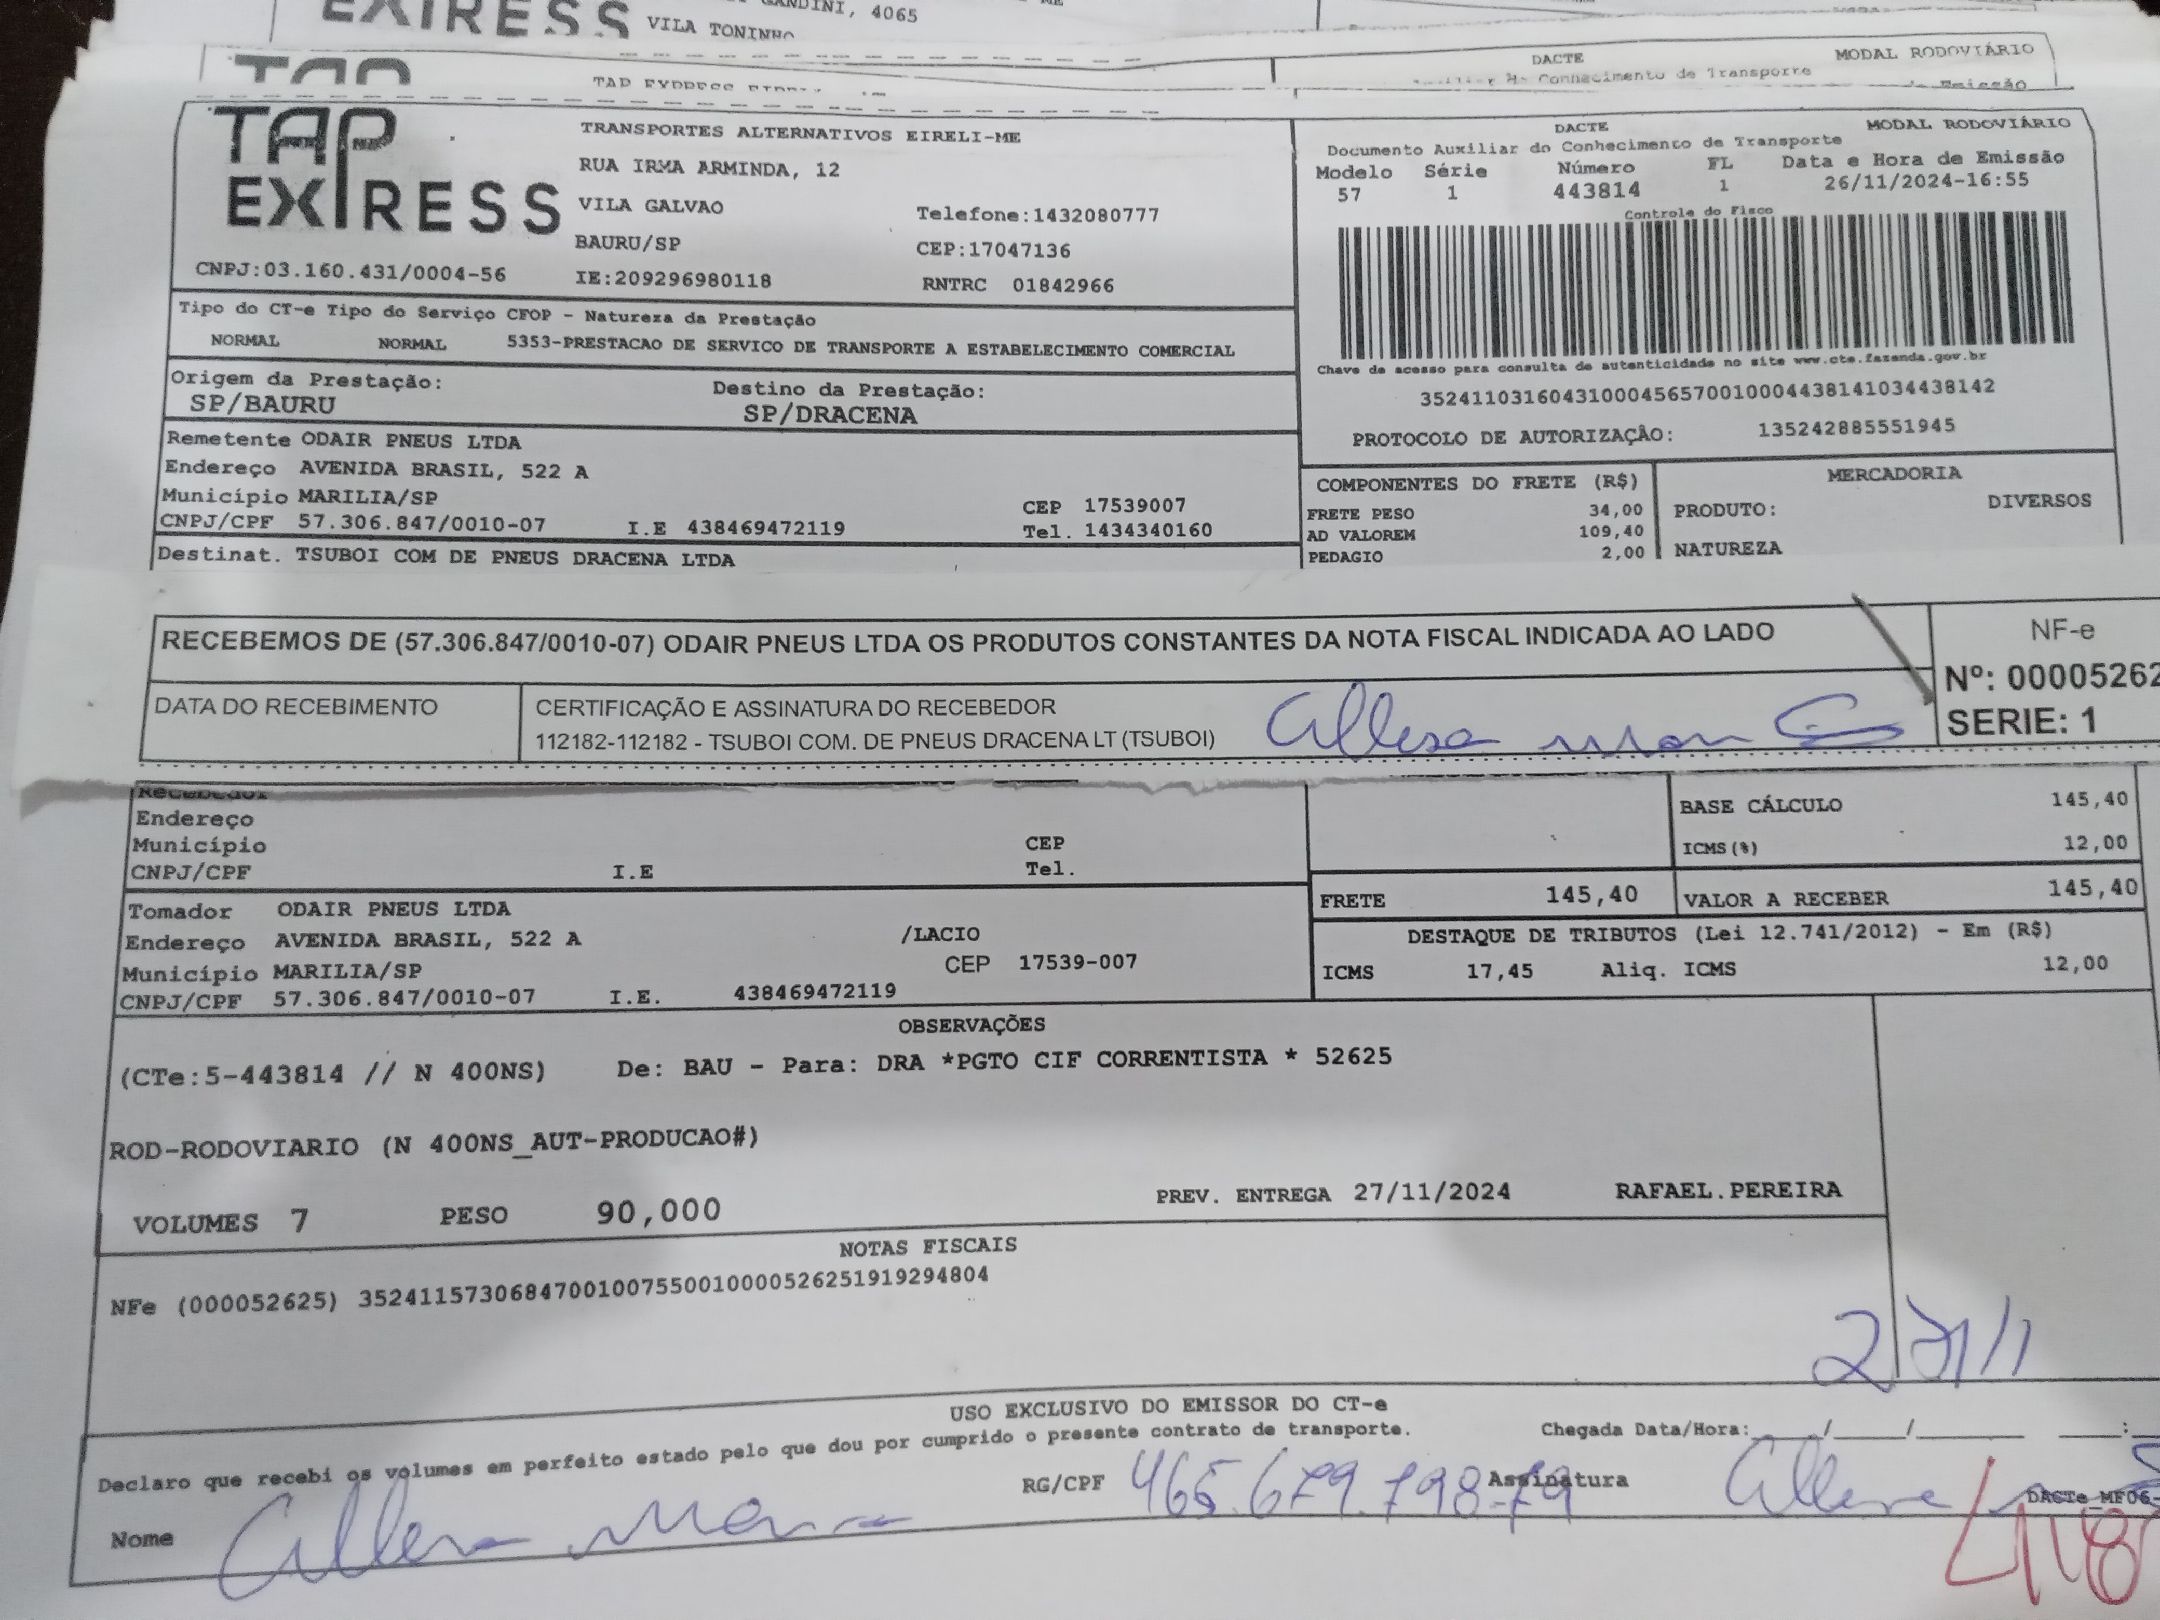 EXPRESS
GANDINI, 4065
VILA TONINHO
TAP
DACTE
MODAL RODOVIÁRIO
Conhecimento de Transporte
TAP EXPRESS
TRANSPORTES ALTERNATIVOS EIRELI-ME
RUA IRMA ARMINDA, 12
VILA GALVAO
Telefone:1432080777
BAURU/SP
CEP:17047136
CNPJ:03.160.431/0004-56
IE:209296980118
RNTRC 01842966
DACTE
MODAL RODOVIÁRIO
Documento Auxiliar do Conhecimento de Transporte
Modelo Série Número FL Data e Hora de Emissão
57 1 443814 1 26/11/2024-16:55
Controle do Fisco
Chave de acesso para consulta de autenticidade no site www.cte.fazenda.gov.br
35241103160431000456570010004438141034438142
PROTOCOLO DE AUTORIZAÇÂO: 135242885551945
Tipo do CT-e Tipo do Serviço CFOP - Natureza da Prestação
NORMAL NORMAL 5353-PRESTACAO DE SERVICO DE TRANSPORTE A ESTABELECIMENTO COMERCIAL
Origem da Prestação: Destino da Prestação:
SP/BAURU SP/DRACENA
Remetente ODAIR PNEUS LTDA
Endereço AVENIDA BRASIL, 522 A
Município MARILIA/SP CEP 17539007
CNPJ/CPF 57.306.847/0010-07 I.E 438469472119 Tel. 1434340160
Destinat. TSUBOI COM DE PNEUS DRACENA LTDA
COMPONENTES DO FRETE (R$)
FRETE PESO 34,00
AD VALOREM 109,40
PEDAGIO 2,00
MERCADORIA
PRODUTO: DIVERSOS
NATUREZA
RECEBEMOS DE (57.306.847/0010-07) ODAIR PNEUS LTDA OS PRODUTOS CONSTANTES DA NOTA FISCAL INDICADA AO LADO
NF-e
Nº: 00005262
SERIE: 1
DATA DO RECEBIMENTO
CERTIFICAÇÃO E ASSINATURA DO RECEBEDOR
112182-112182 - TSUBOI COM. DE PNEUS DRACENA LT (TSUBOI)
Recebedor
Endereço
Município CEP
CNPJ/CPF I.E Tel.
BASE CÁLCULO 145,40
ICMS(%) 12,00
FRETE 145,40 VALOR A RECEBER 145,40
Tomador ODAIR PNEUS LTDA
Endereço AVENIDA BRASIL, 522 A /LACIO
Município MARILIA/SP CEP 17539-007
CNPJ/CPF 57.306.847/0010-07 I.E. 438469472119
DESTAQUE DE TRIBUTOS (Lei 12.741/2012) - Em (R$)
ICMS 17,45 Aliq. ICMS 12,00
OBSERVAÇÕES
(CTe:5-443814 // N 400NS) De: BAU - Para: DRA *PGTO CIF CORRENTISTA * 52625
ROD-RODOVIARIO (N 400NS_AUT-PRODUCAO#)
VOLUMES 7 PESO 90,000 PREV. ENTREGA 27/11/2024 RAFAEL.PEREIRA
NOTAS FISCAIS
NFe (000052625) 35241157306847001007550010000526251919294804
USO EXCLUSIVO DO EMISSOR DO CT-e
Declaro que recebi os volumes em perfeito estado pelo que dou por cumprido o presente contrato de transporte.
Chegada Data/Hora: / / :
Nome
RG/CPF 465.679.798-79 Assinatura
DACTe_MF06-